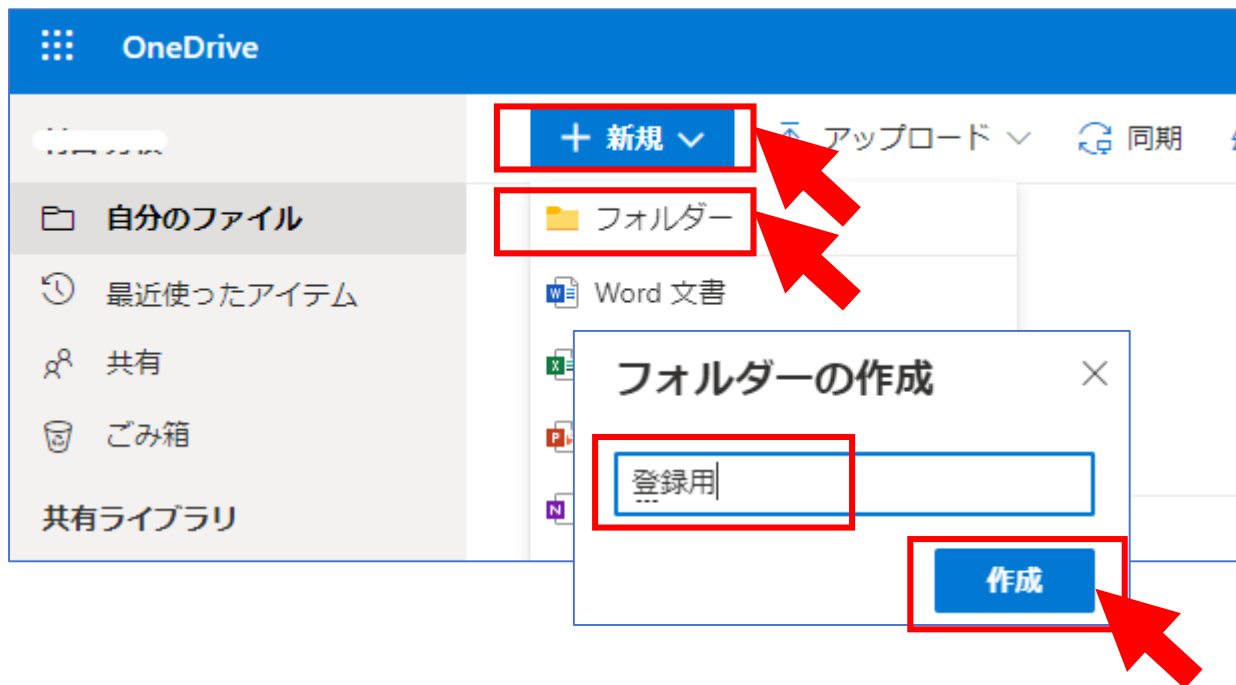 OneDrive
新規
アップロード
同期
自分のファイル
フォルダー
最近使ったアイテム
Word 文書
共有
フォルダーの作成
ごみ箱
登録用
共有ライブラリ
作成